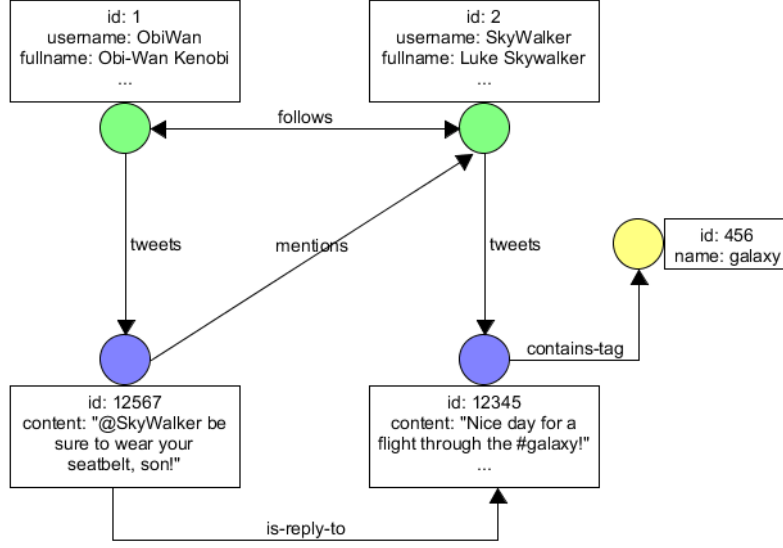 id: 1
username: ObiWan
fullname: Obi-Wan Kenobi
...
id: 2
username: SkyWalker
fullname: Luke Skywalker
...
follows
tweets
mentions
tweets
id: 456
name: galaxy
contains-tag
id: 12567
content: "@SkyWalker be
sure to wear your
seatbelt, son!"
id: 12345
content: "Nice day for a
flight through the #galaxy!"
...
is-reply-to